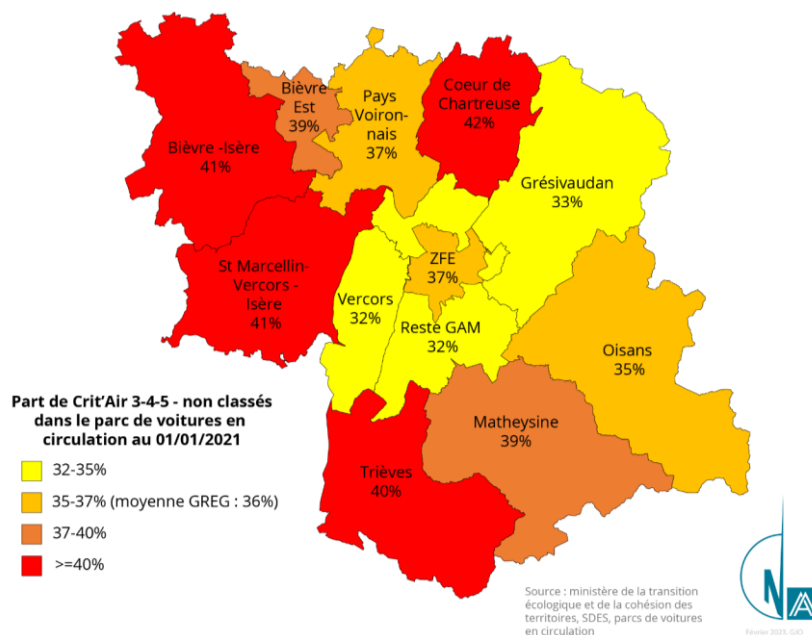 Coeur de
Chartreuse
42%
Bièvre
Est
39%
Pays
Voiron-
nais
37%
Bièvre -Isère
41%
Grésivaudan
33%
ZFE
37%
St Marcellin-
Vercors -
Isère
41%
Vercors
32%
Reste GAM
32%
Oisans
35%
Matheysine
39%
Trièves
40%
Part de Crit'Air 3-4-5 - non classés
dans le parc de voitures en
circulation au 01/01/2021
32-35%
35-37% (moyenne GREG : 36%)
37-40%
>=40%
Source : ministère de la transition
écologique et de la cohésion des
territoires, SDES, parcs de voitures
en circulation
Février 2023